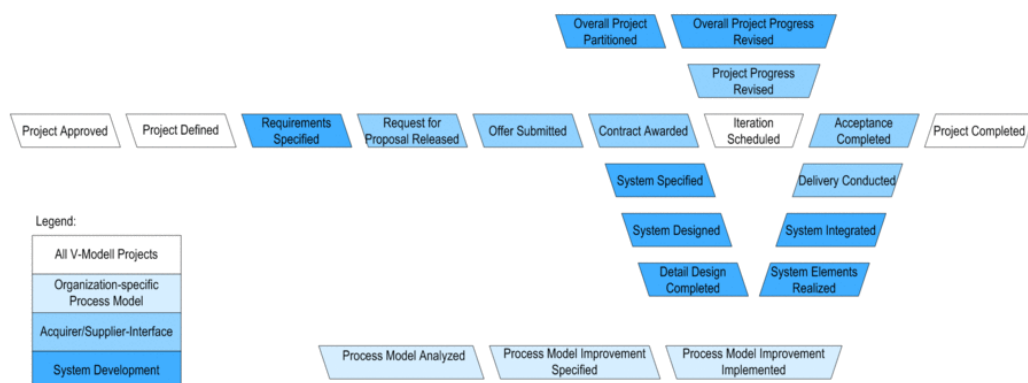 Overall Project
Partitioned
Overall Project Progress
Revised
Project Progress
Revised
Project Approved
Project Defined
Requirements
Specified
Request for
Proposal Released
Offer Submitted
Contract Awarded
Iteration
Scheduled
Acceptance
Completed
Project Completed
System Specified
Delivery Conducted
System Designed
System Integrated
Detail Design
Completed
System Elements
Realized
Legend:
All V-Modell Projects
Organization-specific
Process Model
Acquirer/Supplier-Interface
System Development
Process Model Analyzed
Process Model Improvement
Specified
Process Model Improvement
Implemented